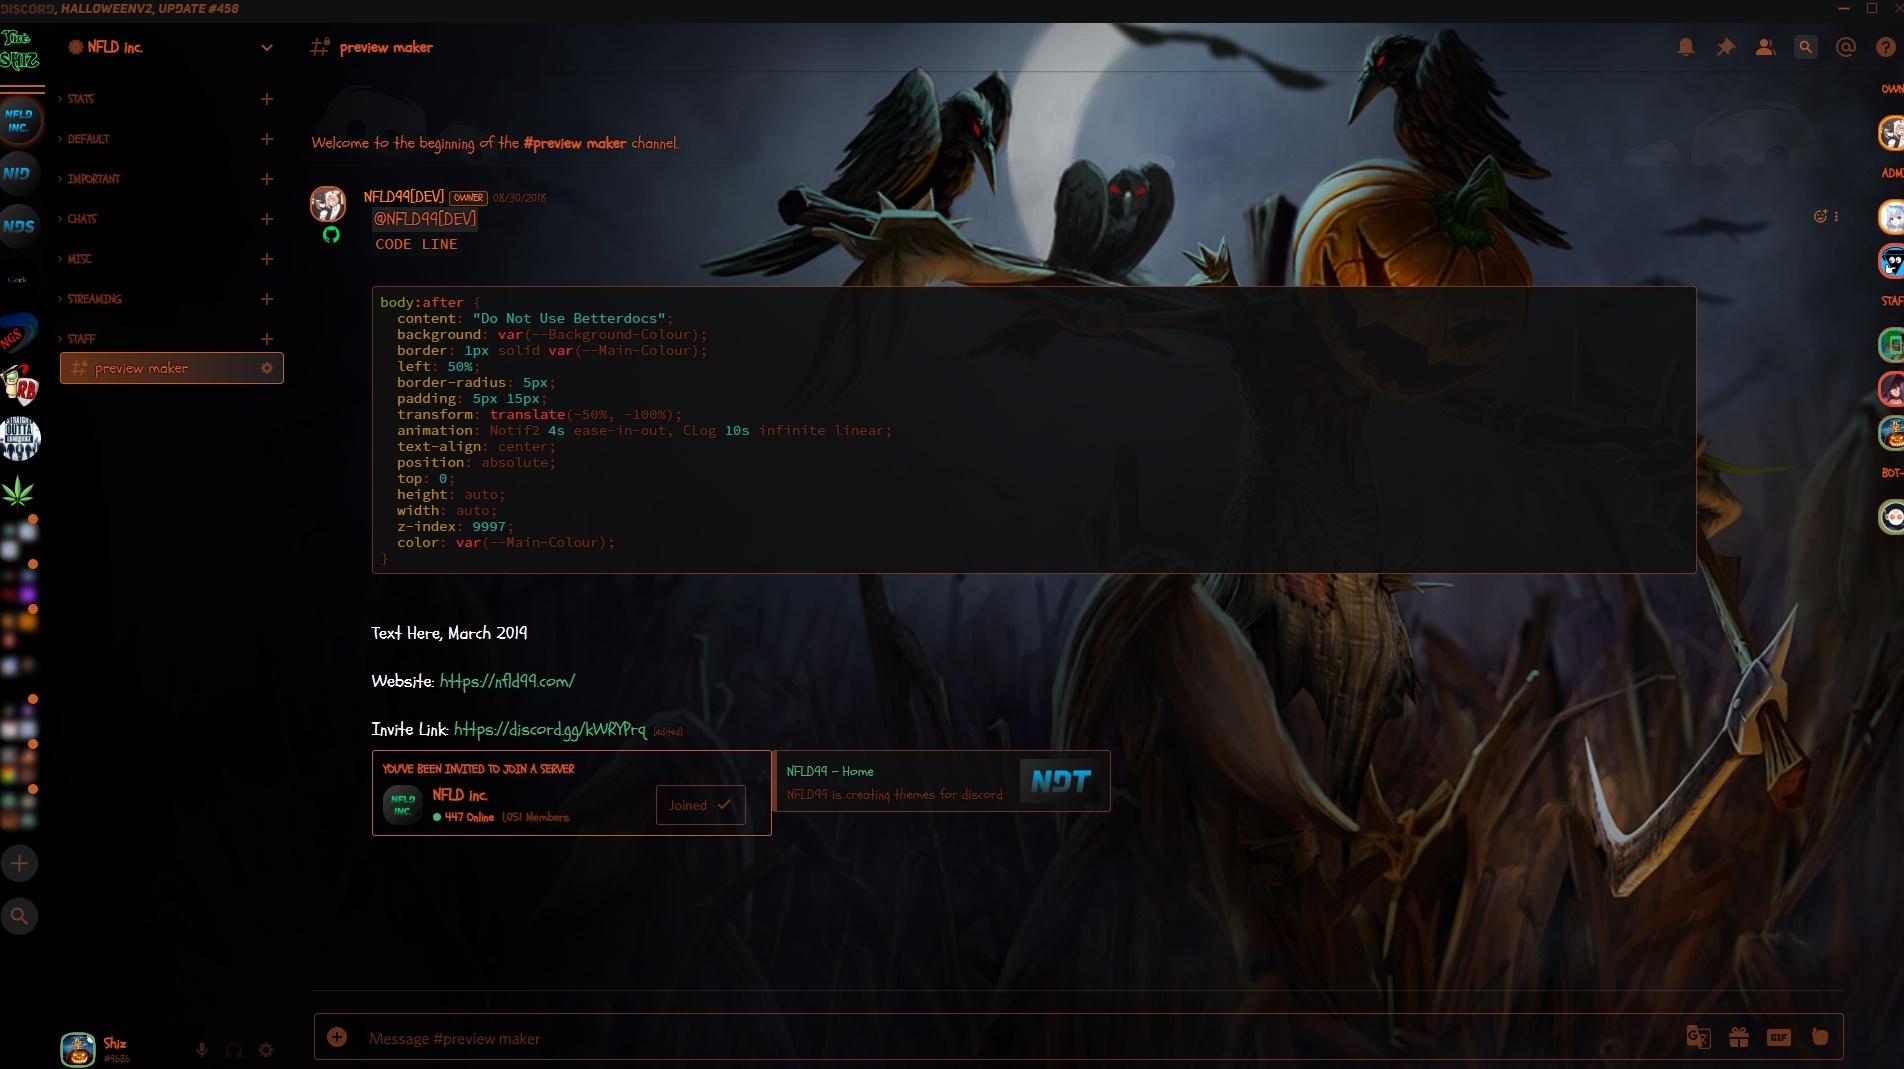 DISCORD, HALLOWEENV2, UPDATE #458
The SHIZ
NFLD inc.
preview maker
STATS
OWN
NFLD INC.
DEFAULT
Welcome to the beginning of the #preview maker channel.
NID
IMPORTANT
ADMI
NFLD99[DEV] OWNER 08/30/2018
@NFLD99[DEV]
CHATS
NDS
CODE LINE
MISC
Geek
STREAMING
STAF
NGS
STAFF
preview maker
RB
body:after {
content: "Do Not Use Betterdocs";
background: var(--Background-Colour);
border: 1px solid var(--Main-Colour);
left: 50%;
border-radius: 5px;
padding: 5px 15px;
transform: translate(-50%, -100%);
animation: Notif2 4s ease-in-out, CLog 10s infinite linear;
text-align: center;
position: absolute;
top: 0;
height: auto;
width: auto;
z-index: 9997;
color: var(--Main-Colour);
}
OUTTA
BOT-
Text Here, March 2019
Website: https://nfld99.com/
Invite Link: https://discord.gg/kWRYPrq (edited)
YOU'VE BEEN INVITED TO JOIN A SERVER
NFLD INC.
NFLD inc.
447 Online 1,051 Members
Joined
NFLD99 - Home
NFLD99 is creating themes for discord.
NDT
Message #preview maker
GIF
Shiz
#9686